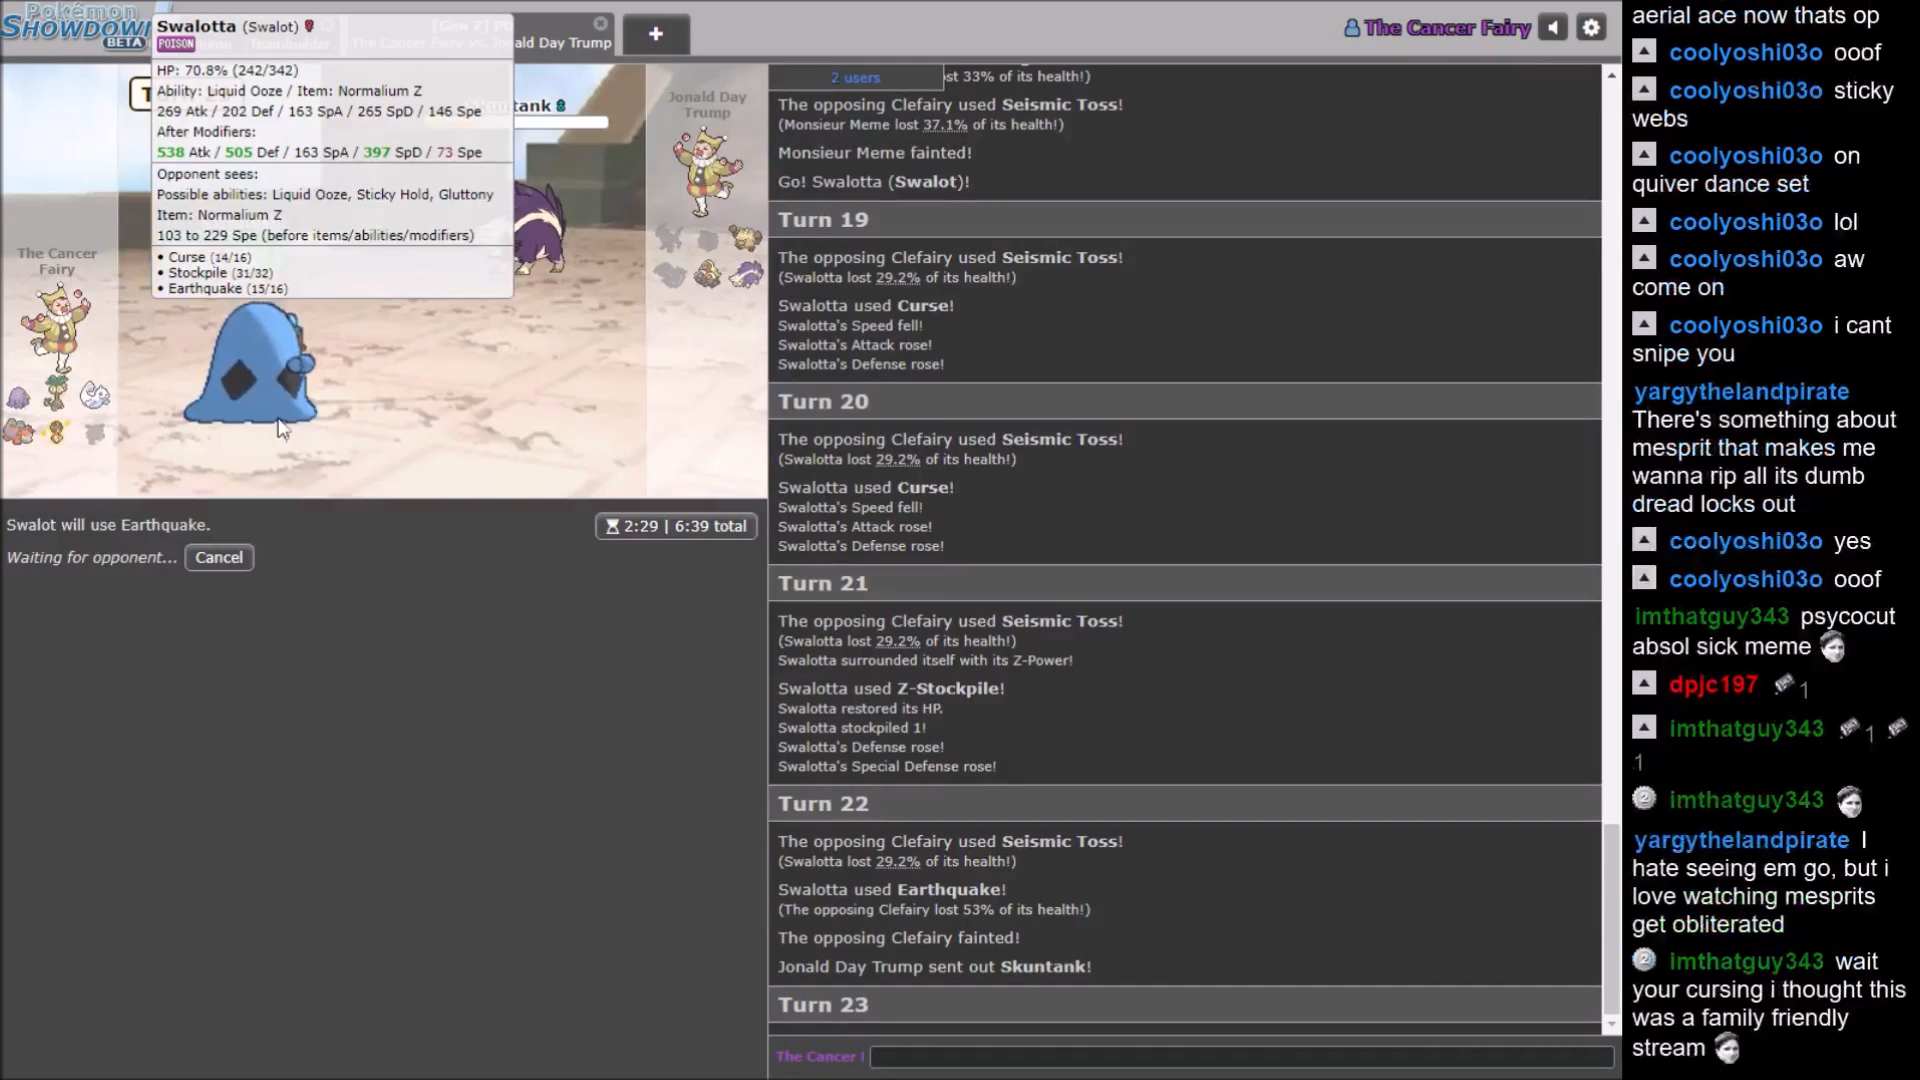 Pokémon
SHOWDOWN
BETA
Swalotta (Swalot)
POISON
HP: 70.8% (242/342)
Ability: Liquid Ooze / Item: Normalium Z
269 Atk / 202 Def / 163 SpA / 265 SpD / 146 Spe
After Modifiers:
538 Atk / 505 Def / 163 SpA / 397 SpD / 73 Spe
Opponent sees:
Possible abilities: Liquid Ooze, Sticky Hold, Gluttony
Item: Normalium Z
103 to 229 Spe (before items/abilities/modifiers)
• Curse (14/16)
• Stockpile (31/32)
• Earthquake (15/16)
Teambuilder
[Gen 7] PU
The Cancer Fairy vs. Jonald Day Trump
+
The Cancer Fairy
The Cancer
Fairy
Jonald Day
Trump
Swalot will use Earthquake.
2:29 | 6:39 total
Waiting for opponent...
Cancel
2 users
st 33% of its health!)
The opposing Clefairy used Seismic Toss!
(Monsieur Meme lost 37.1% of its health!)
Monsieur Meme fainted!
Go! Swalotta (Swalot)!
Turn 19
The opposing Clefairy used Seismic Toss!
(Swalotta lost 29.2% of its health!)
Swalotta used Curse!
Swalotta's Speed fell!
Swalotta's Attack rose!
Swalotta's Defense rose!
Turn 20
The opposing Clefairy used Seismic Toss!
(Swalotta lost 29.2% of its health!)
Swalotta used Curse!
Swalotta's Speed fell!
Swalotta's Attack rose!
Swalotta's Defense rose!
Turn 21
The opposing Clefairy used Seismic Toss!
(Swalotta lost 29.2% of its health!)
Swalotta surrounded itself with its Z-Power!
Swalotta used Z-Stockpile!
Swalotta restored its HP.
Swalotta stockpiled 1!
Swalotta's Defense rose!
Swalotta's Special Defense rose!
Turn 22
The opposing Clefairy used Seismic Toss!
(Swalotta lost 29.2% of its health!)
Swalotta used Earthquake!
(The opposing Clefairy lost 53% of its health!)
The opposing Clefairy fainted!
Jonald Day Trump sent out Skuntank!
Turn 23
The Cancer
aerial ace now thats op
coolyoshi03o ooof
coolyoshi03o sticky
webs
coolyoshi03o on
quiver dance set
coolyoshi03o lol
coolyoshi03o aw
come on
coolyoshi03o i cant
snipe you
yargythelandpirate
There's something about
mesprit that makes me
wanna rip all its dumb
dread locks out
coolyoshi03o yes
coolyoshi03o ooof
imthatguy343 psycocut
absol sick meme
dpjc197 1
imthatguy343 1
1
2 imthatguy343
yargythelandpirate I
hate seeing em go, but i
love watching mesprits
get obliterated
2 imthatguy343 wait
your cursing i thought this
was a family friendly
stream